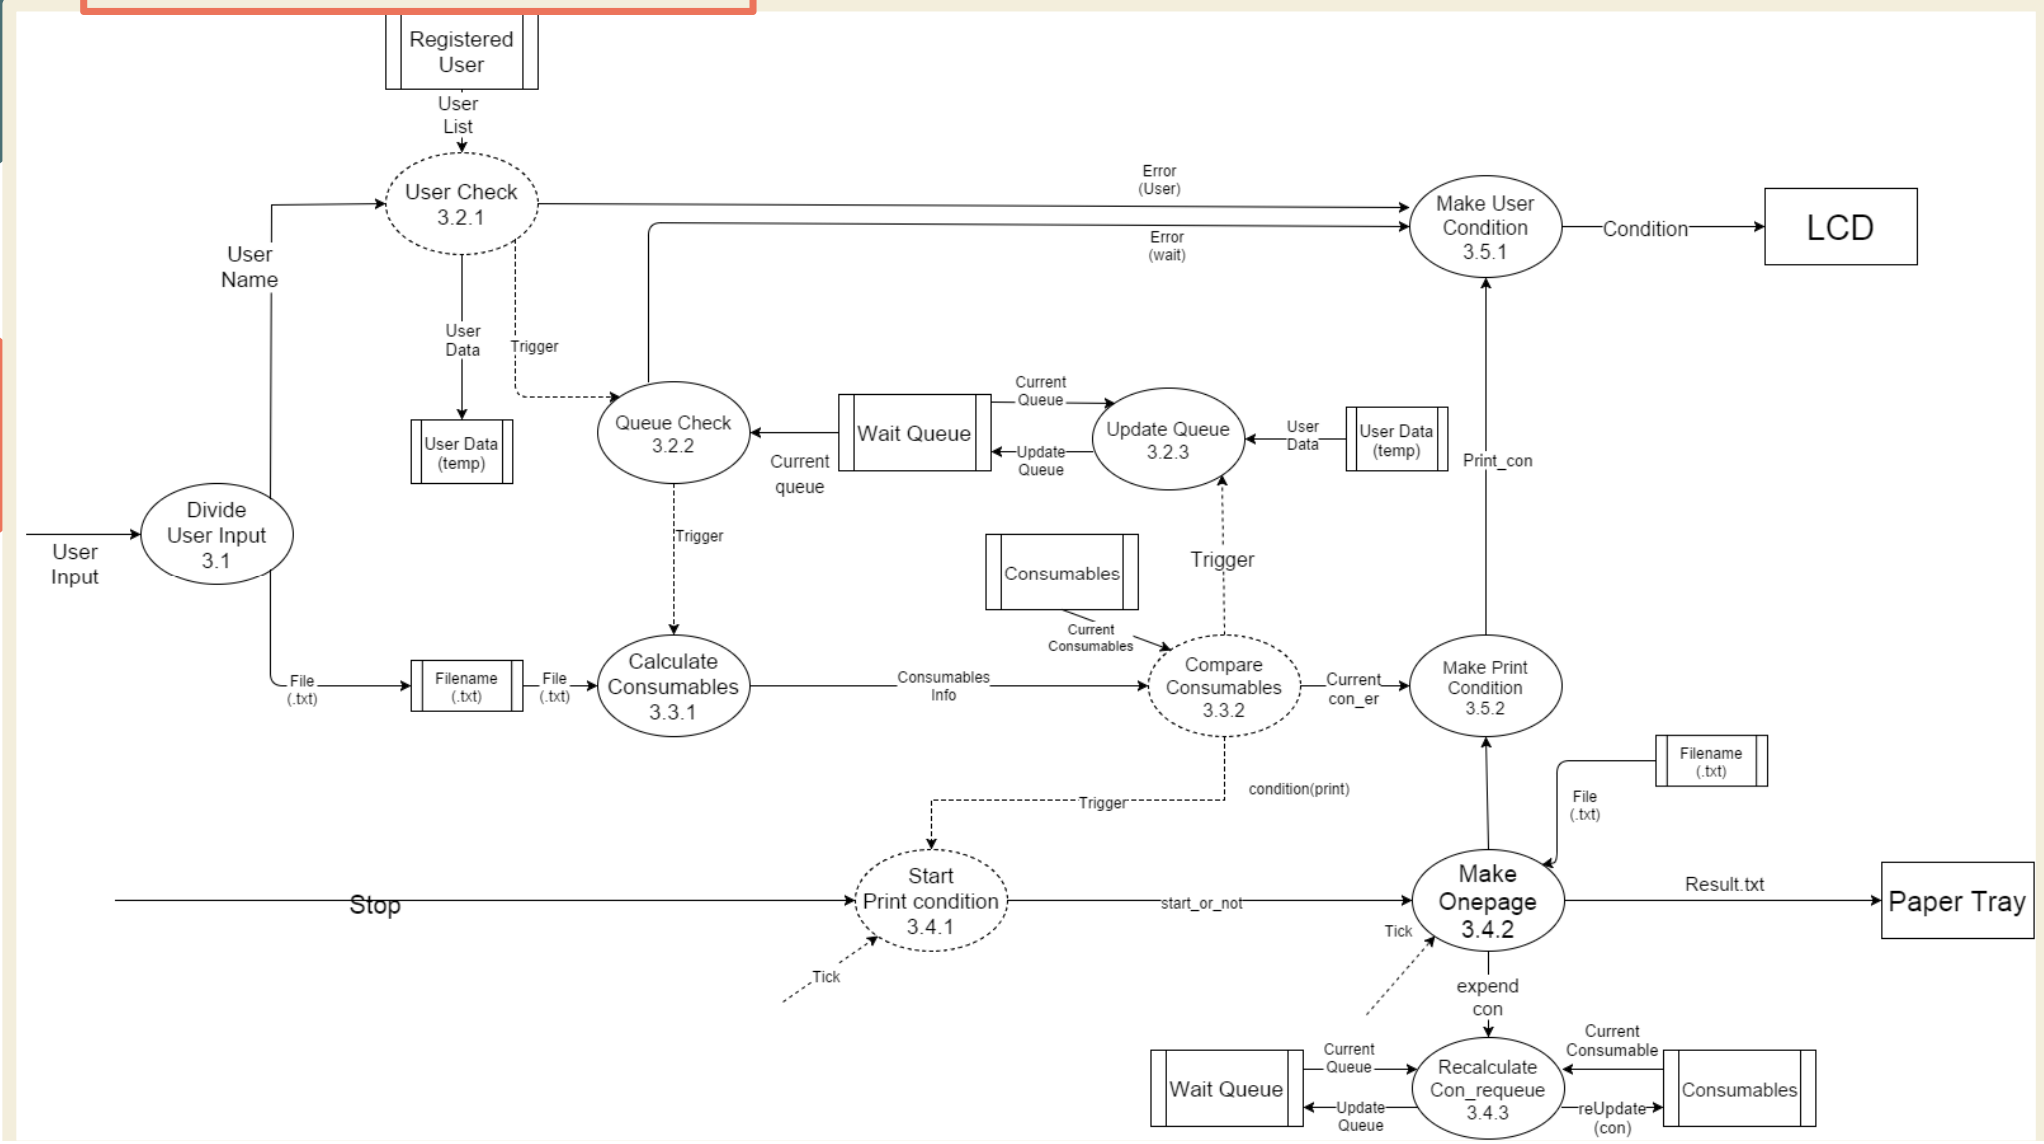 Registered
User
User
List
User Check
3.2.1
Error
(User)
Make User
Condition
3.5.1
Condition
LCD
Error
(wait)
User
Name
User
Data
Trigger
User Data
(temp)
Queue Check
3.2.2
Current
queue
Wait Queue
Current
Queue
Update
Queue
Update Queue
3.2.3
User
Data
User Data
(temp)
Print_con
Divide
User Input
3.1
User
Input
Trigger
Consumables
Current
Consumables
Trigger
File
(.txt)
Filename
(.txt)
File
(.txt)
Calculate
Consumables
3.3.1
Consumables
Info
Compare
Consumables
3.3.2
Current
con_er
Make Print
Condition
3.5.2
Filename
(.txt)
File
(.txt)
Trigger
condition(print)
Stop
Start
Print condition
3.4.1
Tick
start_or_not
Make
Onepage
3.4.2
Tick
Result.txt
Paper Tray
expend
con
Wait Queue
Current
Queue
Update
Queue
Recalculate
Con_requeue
3.4.3
Current
Consumable
reUpdate
(con)
Consumables